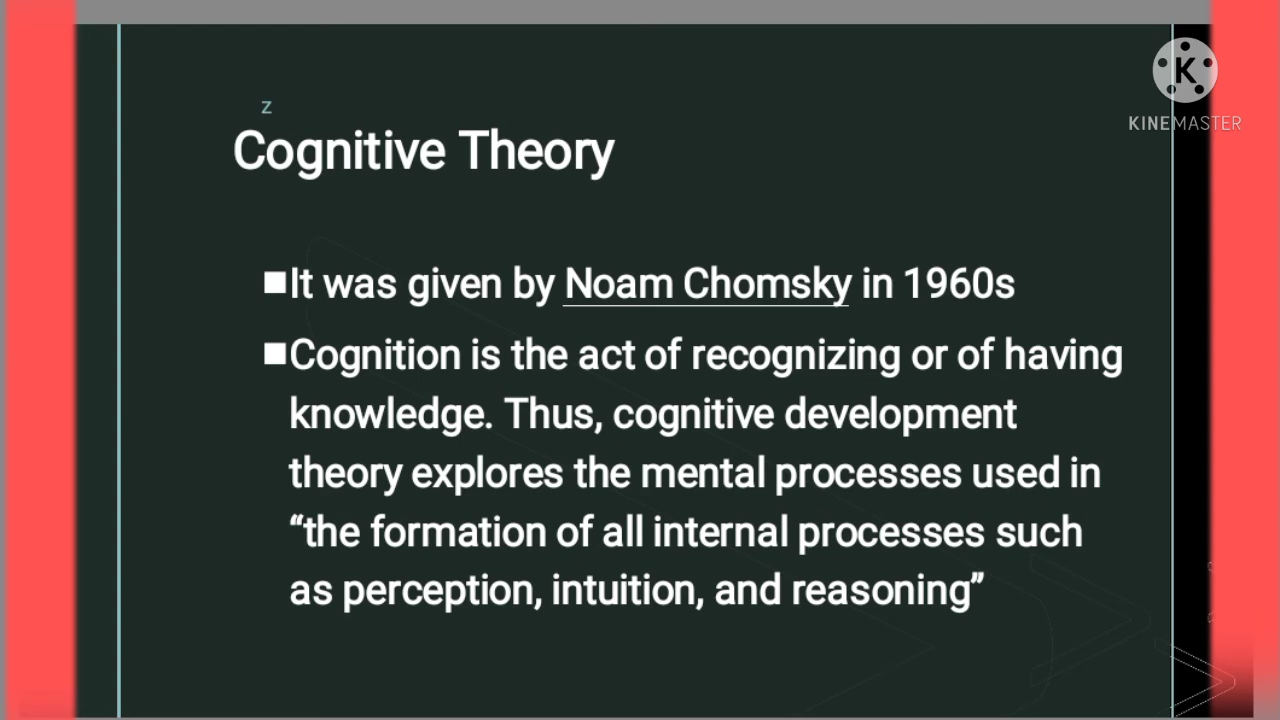 z
Cognitive Theory
■It was given by Noam Chomsky in 1960s
■Cognition is the act of recognizing or of having
knowledge. Thus, cognitive development
theory explores the mental processes used in
“the formation of all internal processes such
as perception, intuition, and reasoning”
K
KINEMASTER